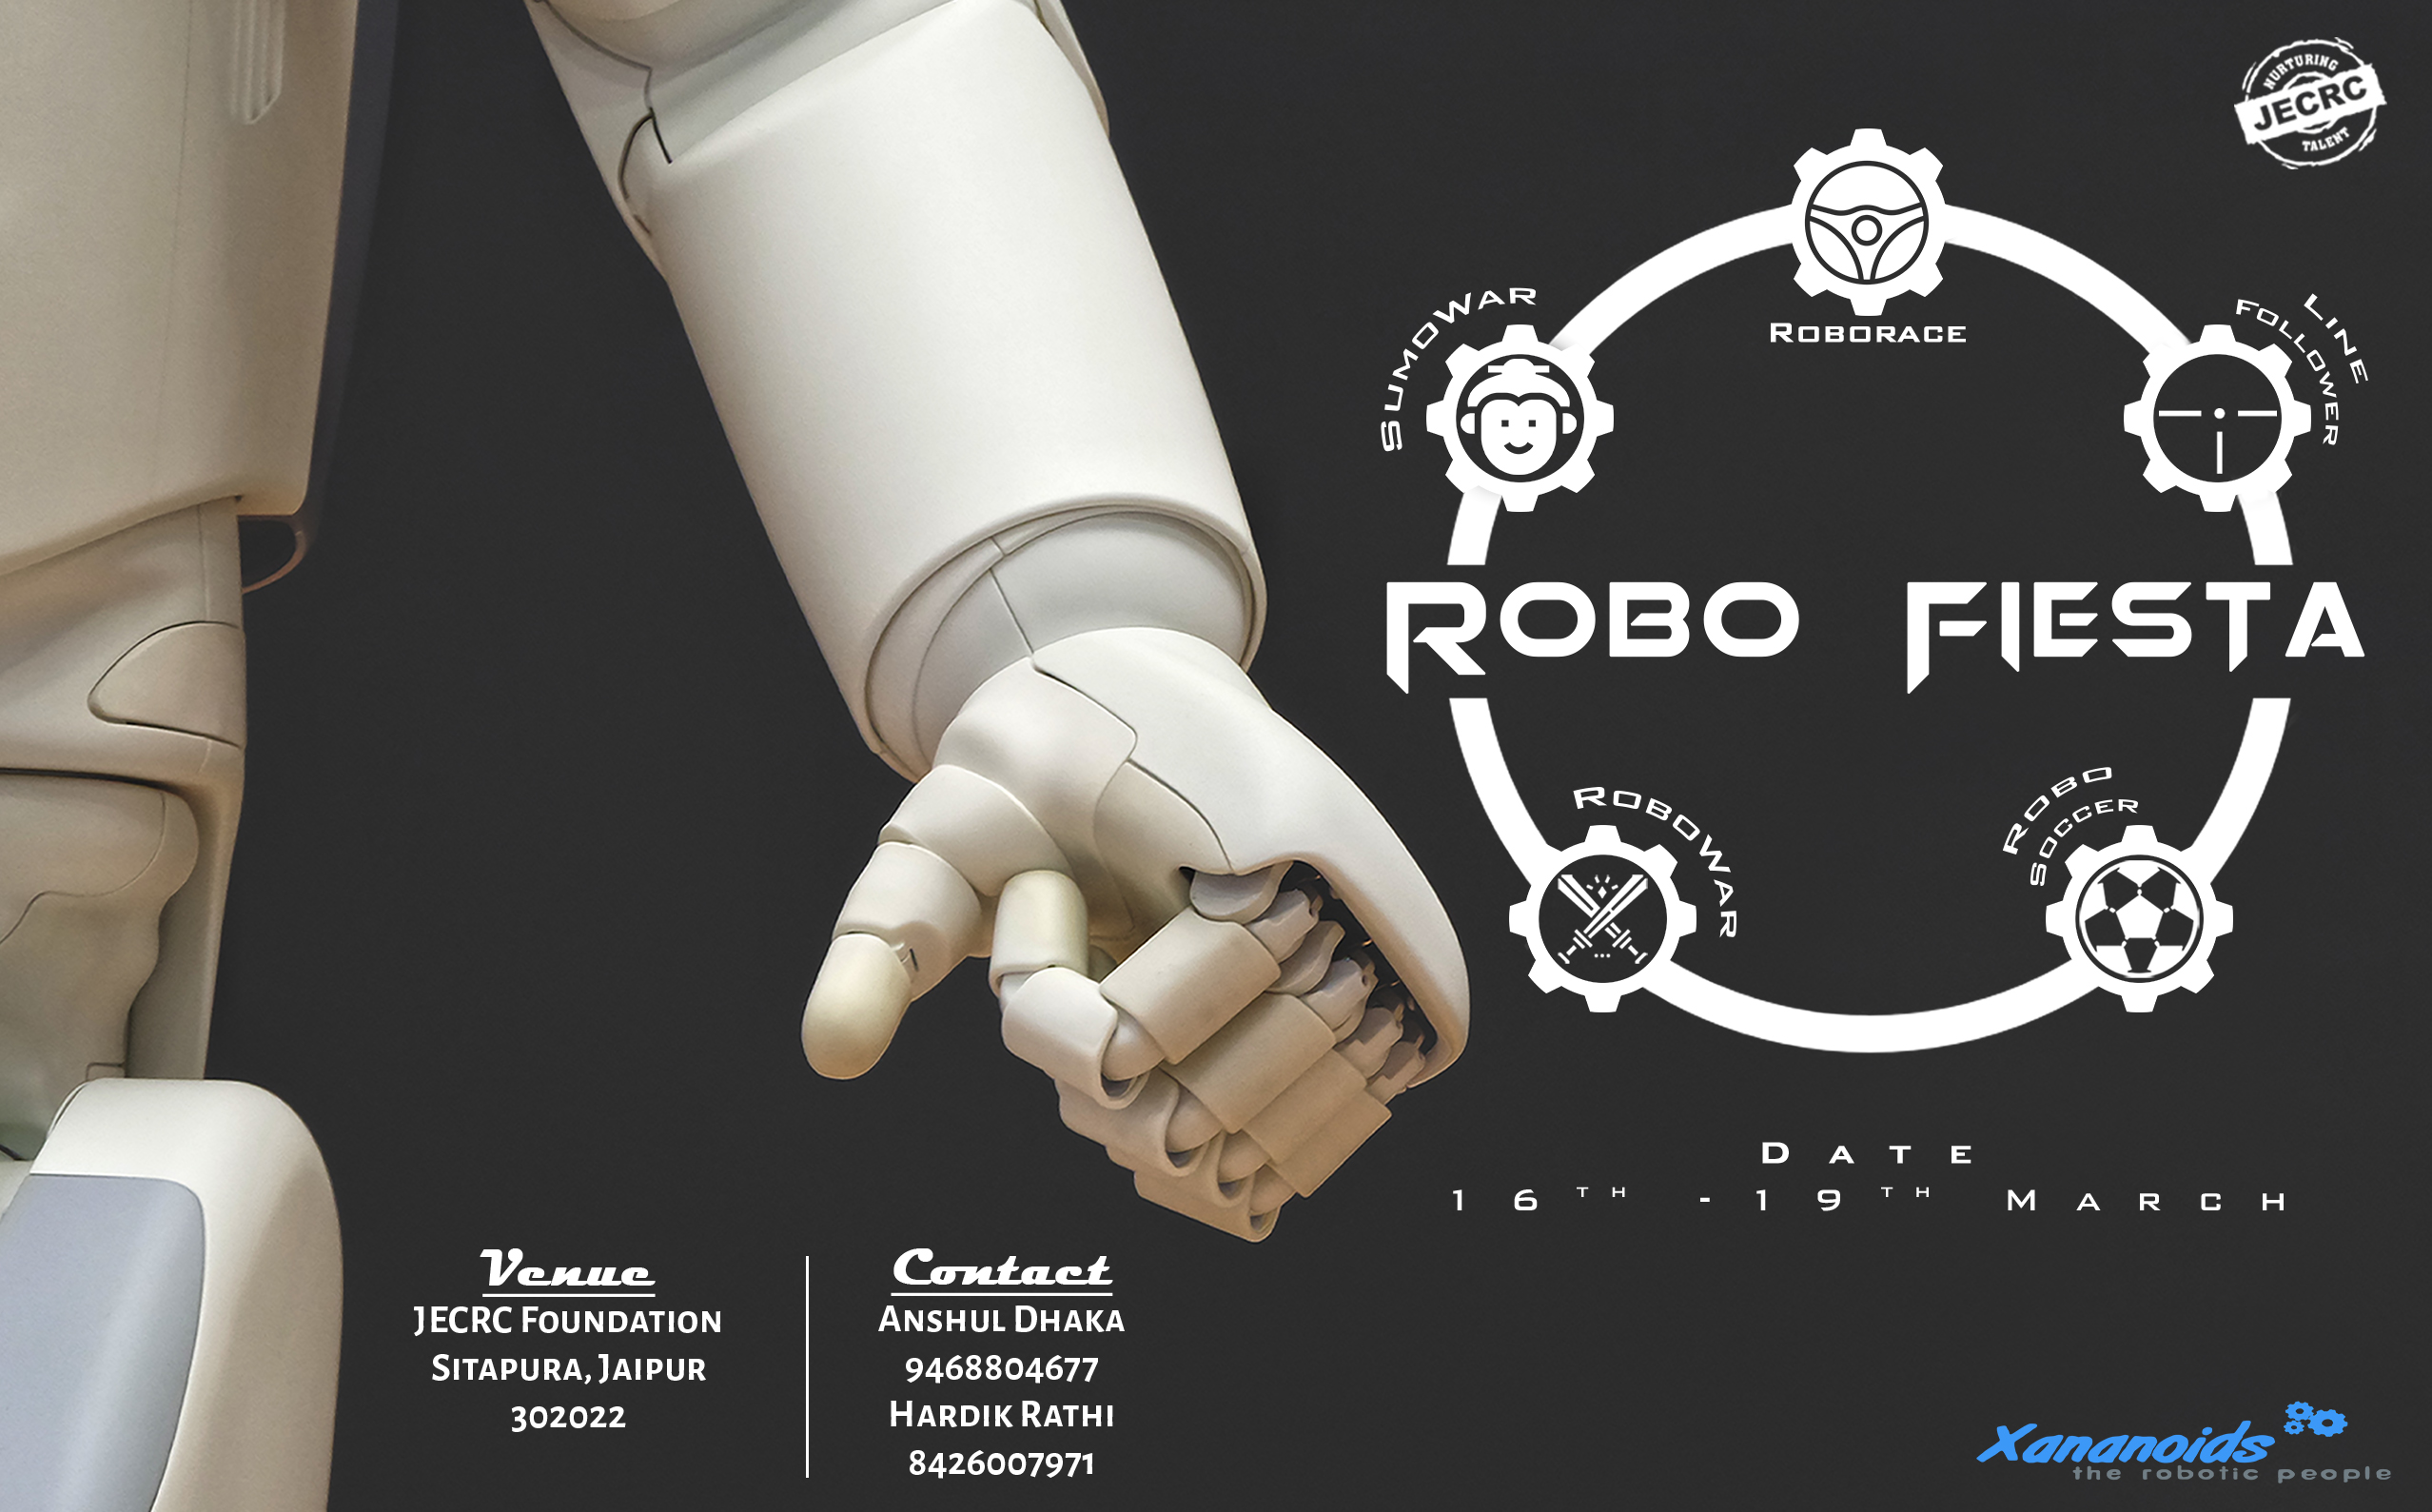 NURTURING
JECRC
TALENT
ROBORACE
SUMOWAR
LINE
FOLLOWER
ROBO FIESTA
ROBOWAR
ROBO
SOCCER
DATE
16TH -19TH MARCH
Venue
JECRC FOUNDATION
SITAPURA, JAIPUR
302022
Contact
ANSHUL DHAKA
9468804677
HARDIK RATHI
8426007971
Xananoids
the robotic people